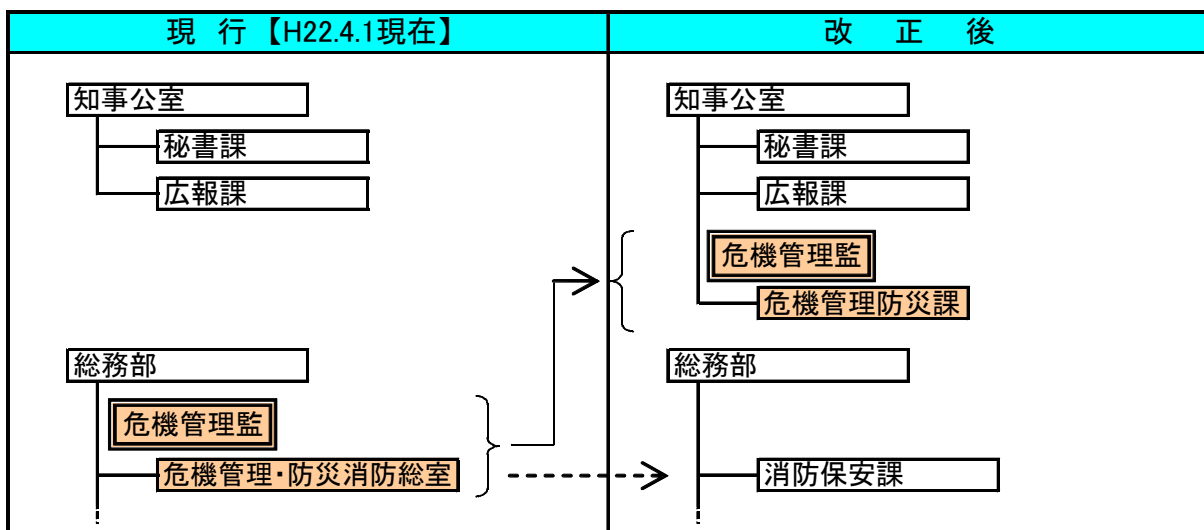 現 行【H22.4.1現在】
知事公室
秘書課
広報課
総務部
危機管理監
危機管理・防災消防総室
改 正 後
知事公室
秘書課
広報課
危機管理監
危機管理防災課
総務部
消防保安課